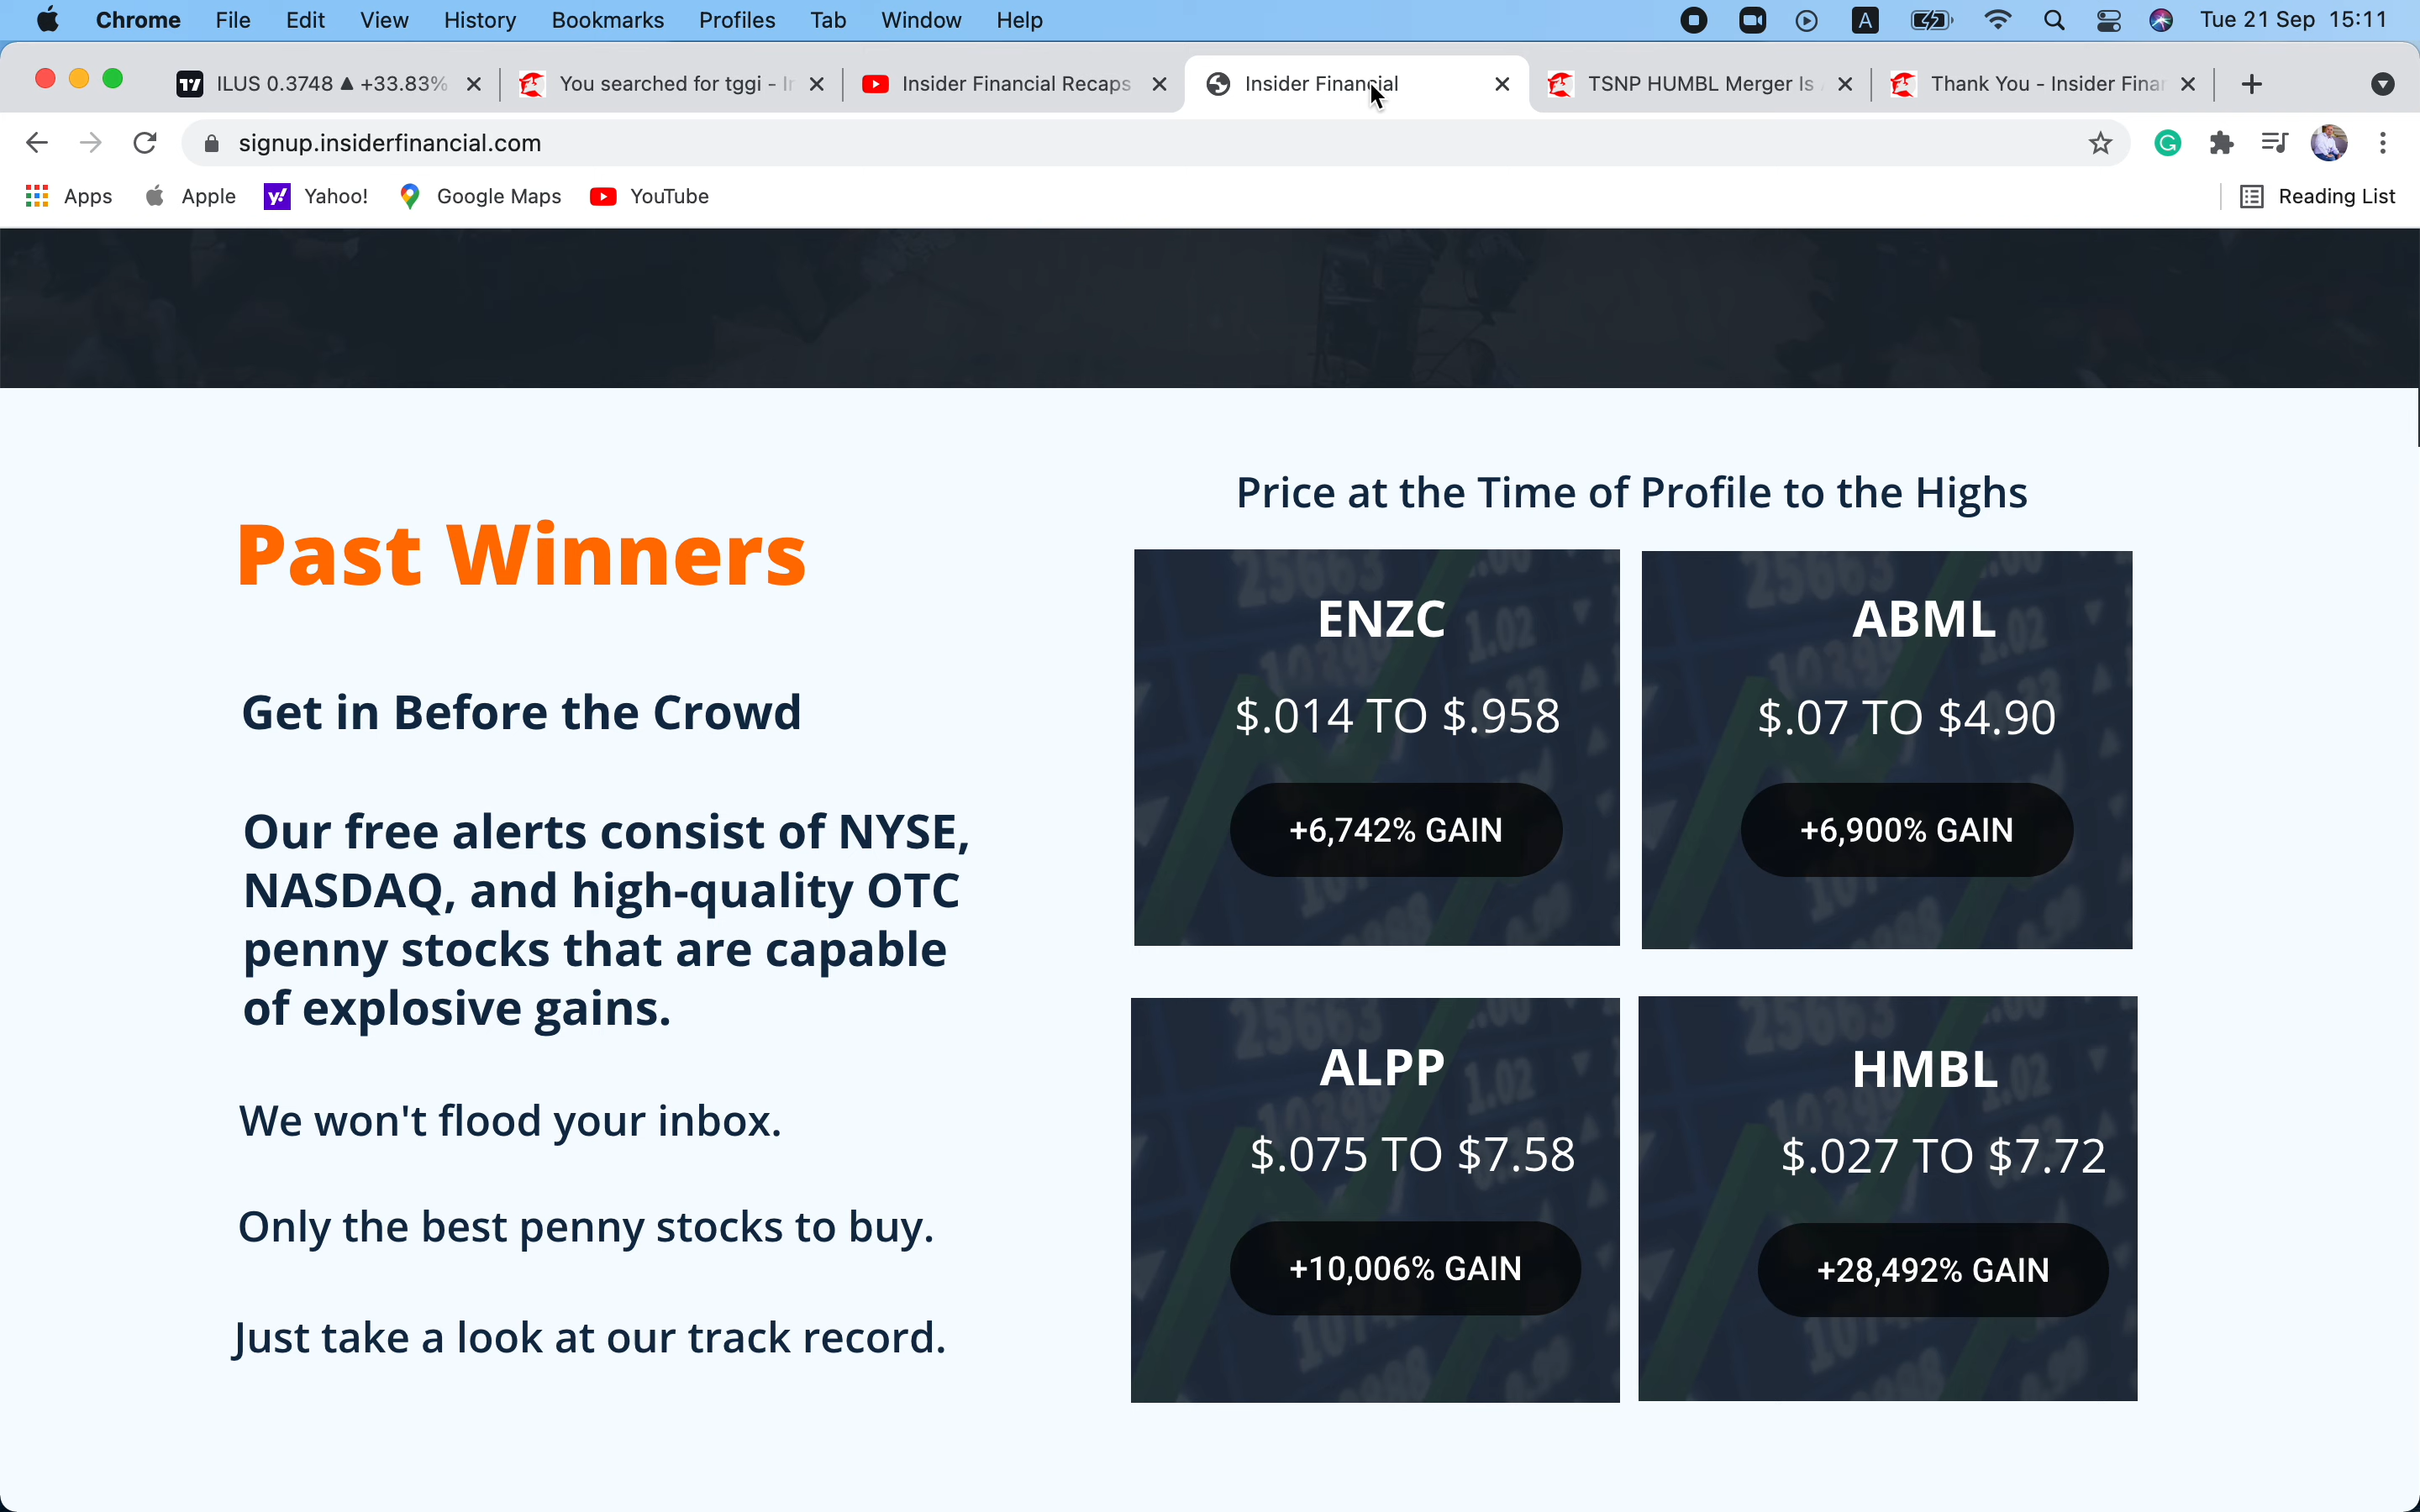 Chrome File Edit View History Bookmarks Profiles Tab Window Help A Tue 21 Sep 15:11
ILUS 0.3748 ▲ +33.83% You searched for tggi - Insider Financial Recaps Insider Financial TSNP HUMBL Merger Is Thank You - Insider
signup.insiderfinancial.com
Apps Apple Yahoo! Google Maps YouTube Reading List
Price at the Time of Profile to the Highs
Past Winners
Get in Before the Crowd
Our free alerts consist of NYSE,
NASDAQ, and high-quality OTC
penny stocks that are capable
of explosive gains.
We won't flood your inbox.
Only the best penny stocks to buy.
Just take a look at our track record.
ENZC
$.014 TO $.958
+6,742% GAIN
ABML
$.07 TO $4.90
+6,900% GAIN
ALPP
$.075 TO $7.58
+10,006% GAIN
HMBL
$.027 TO $7.72
+28,492% GAIN